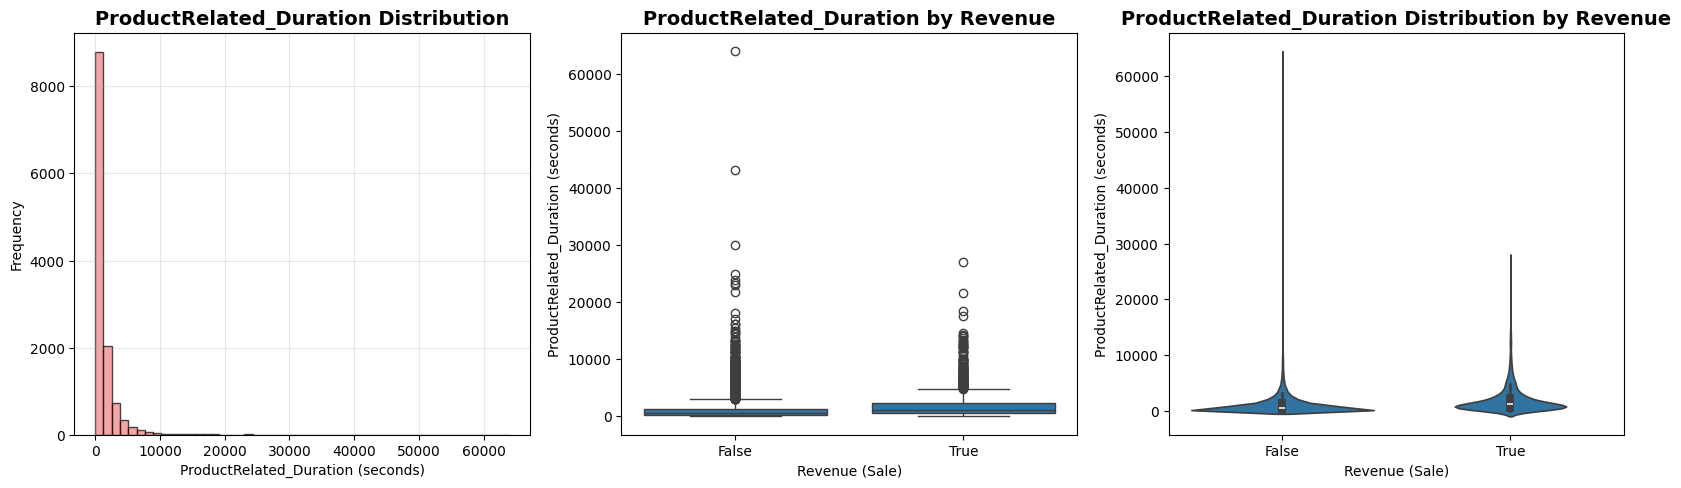 ProductRelated_Duration Distribution
8000
6000
4000
2000
0
Frequency
0 10000 20000 30000 40000 50000 60000
ProductRelated_Duration (seconds)
ProductRelated_Duration by Revenue
60000
50000
40000
30000
20000
10000
0
ProductRelated_Duration (seconds)
False True
Revenue (Sale)
ProductRelated_Duration Distribution by Revenue
60000
50000
40000
30000
20000
10000
0
ProductRelated_Duration (seconds)
False True
Revenue (Sale)